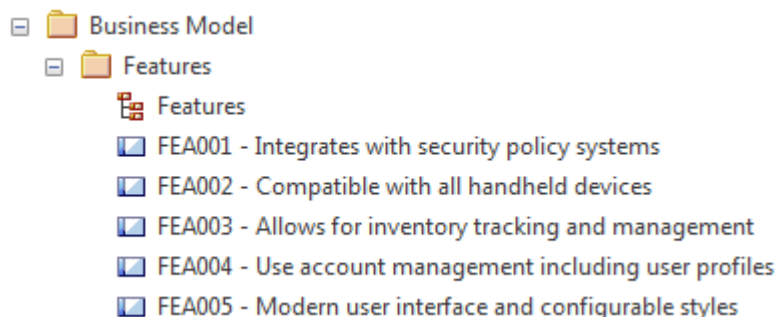 Business Model
Features
Features
FEA001 - Integrates with security policy systems
FEA002 - Compatible with all handheld devices
FEA003 - Allows for inventory tracking and management
FEA004 - Use account management including user profiles
FEA005 - Modern user interface and configurable styles